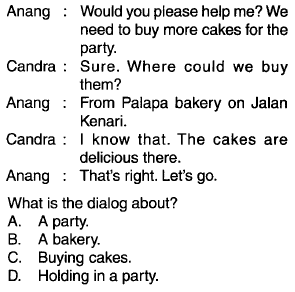 Anang : Would you please help me? We
need to buy more cakes for the
party.
Candra : Sure. Where could we buy
them?
Anang : From Palapa bakery on Jalan
Kenari.
Candra : I know that. The cakes are
delicious there.
Anang : That's right. Let's go.
What is the dialog about?
A. A party.
B. A bakery.
C. Buying cakes.
D. Holding in a party.